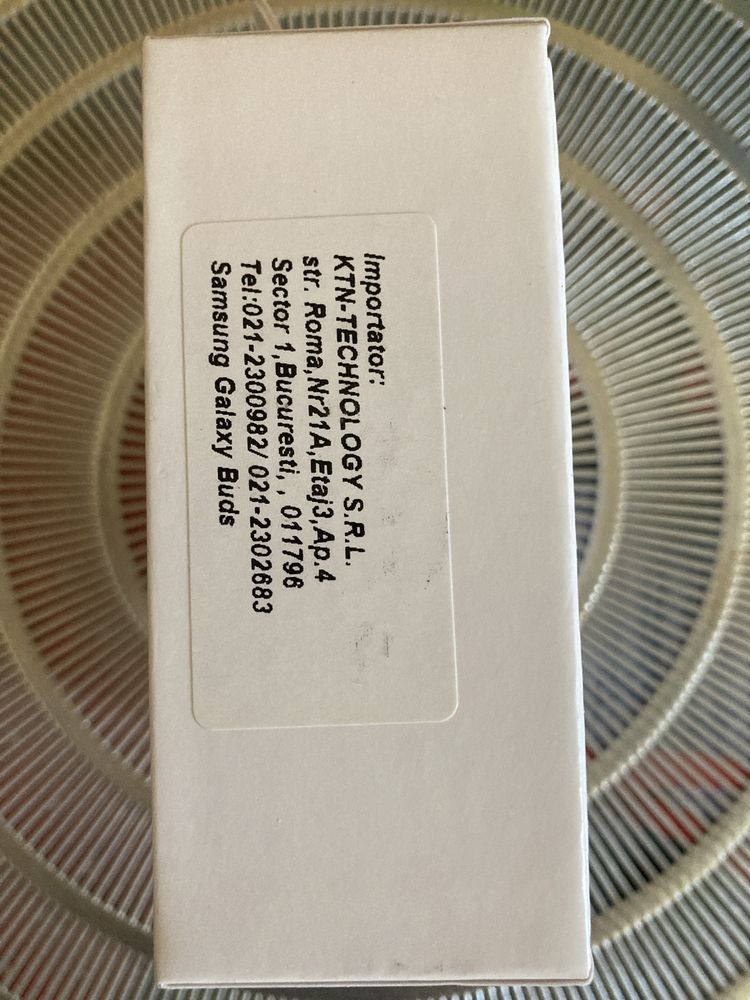 Importator:
KTN-TECHNOLOGY S.R.L.
str. Roma,Nr21A,Etaj3,Ap.4
Sector 1,Bucuresti, , 011796
Tel:021-2300982/ 021-2302683
Samsung Galaxy Buds